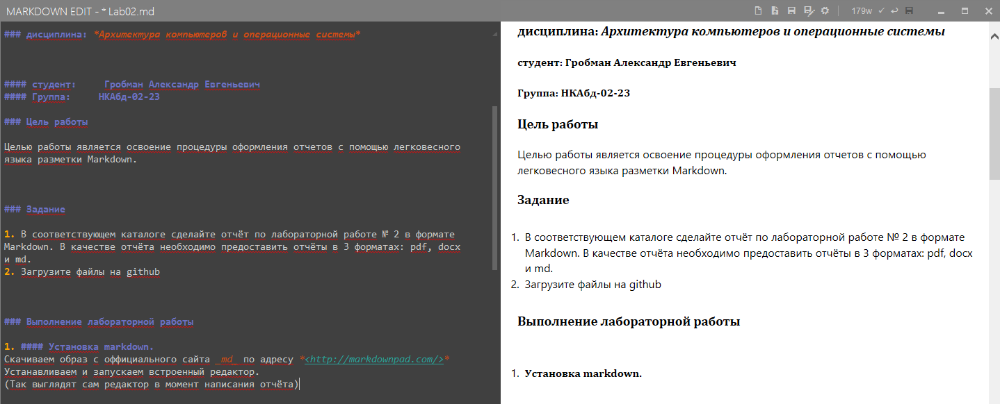 MARKDOWN EDIT - * Lab02.md
179w
### дисциплина: *Архитектура компьютеров и операционные системы*
#### студент: Гробман Александр Евгеньевич
#### Группа: НКАбд-02-23
### Цель работы
Целью работы является освоение процедуры оформления отчетов с помощью легковесного
языка разметки Markdown.
### Задание
1. В соответствующем каталоге сделайте отчёт по лабораторной работе № 2 в формате
Markdown. В качестве отчёта необходимо предоставить отчёты в 3 форматах: pdf, docx
и md.
2. Загрузите файлы на github
### Выполнение лабораторной работы
1. #### Установка markdown.
Скачиваем образ с оффициального сайта _md_ по адресу *<http://markdownpad.com/>*
Устанавливаем и запускаем встроенный редактор.
(Так выглядят сам редактор в момент написания отчёта)
дисциплина: Архитектура компьютеров и операционные системы
студент: Гробман Александр Евгеньевич
Группа: НКАбд-02-23
Цель работы
Целью работы является освоение процедуры оформления отчетов с помощью
легковесного языка разметки Markdown.
Задание
1. В соответствующем каталоге сделайте отчёт по лабораторной работе № 2 в формате
Markdown. В качестве отчёта необходимо предоставить отчёты в 3 форматах: pdf, docx
и md.
2. Загрузите файлы на github
Выполнение лабораторной работы
1. Установка markdown.